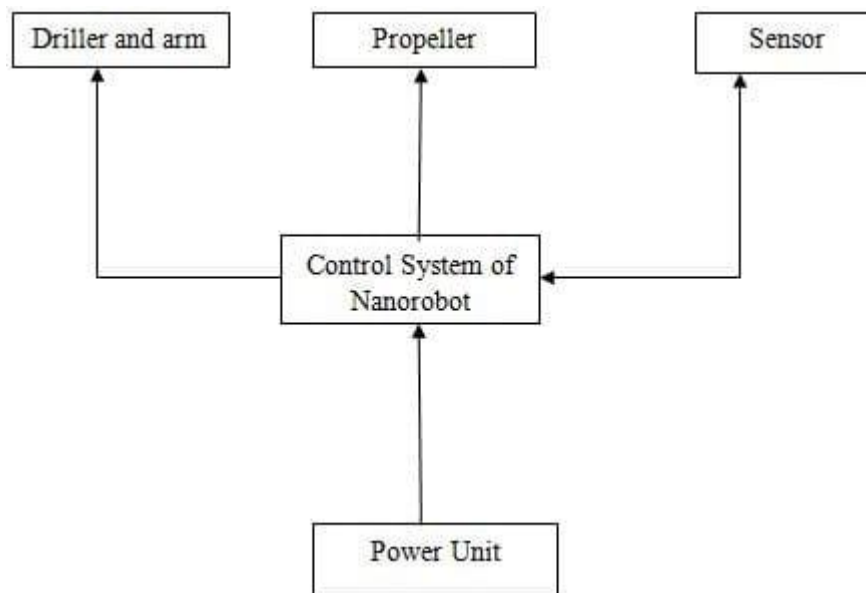 Driller and arm
Propeller
Sensor
Control System of
Nanorobot
Power Unit